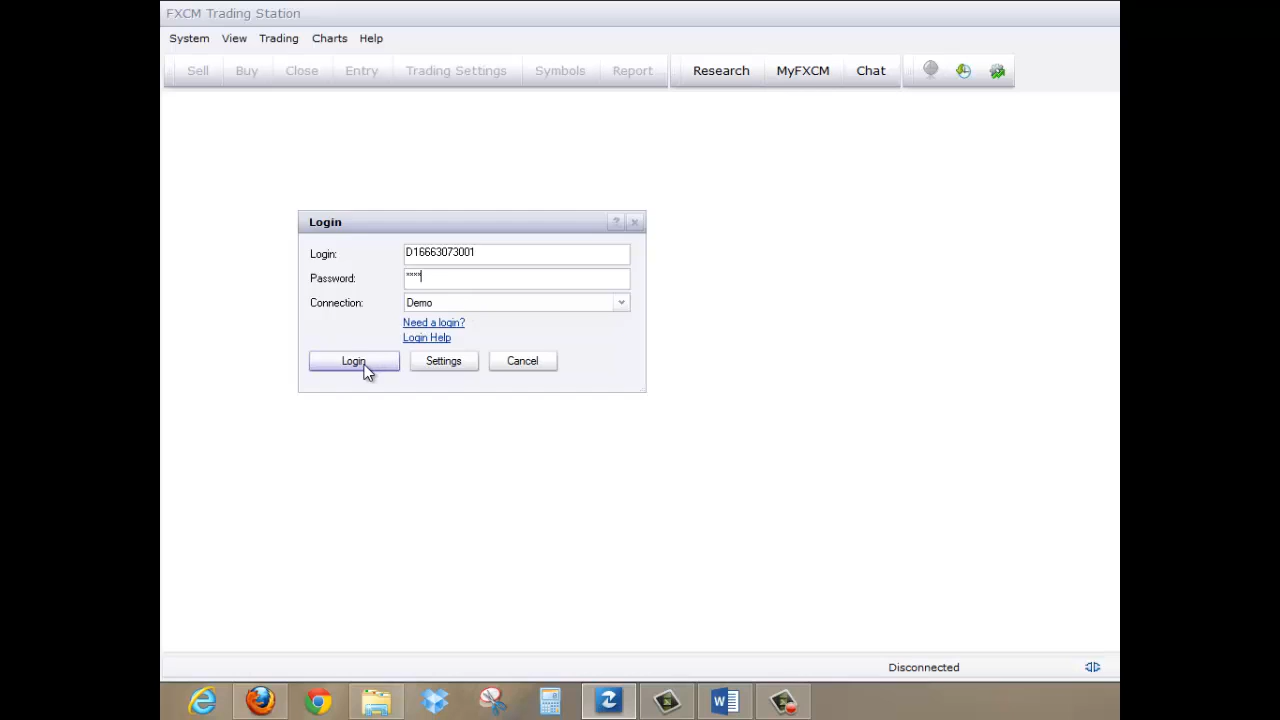 FXCM Trading Station
System View Trading Charts Help
Sell Buy Close Entry Trading Settings Symbols Report Research MyFXCM Chat
Login
Login: D16663073001
Password: ****
Connection: Demo
Need a login?
Login Help
Login Settings Cancel
Disconnected